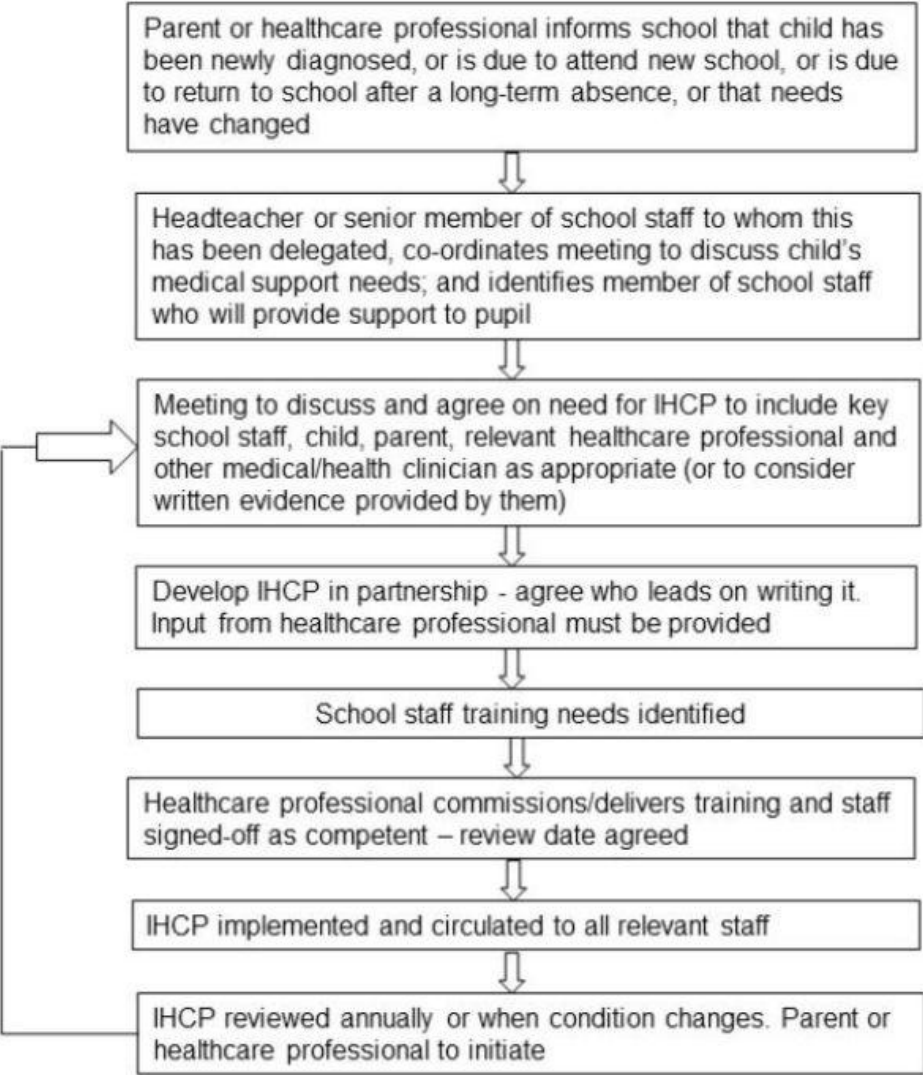 Parent or healthcare professional informs school that child has
been newly diagnosed, or is due to attend new school, or is due
to return to school after a long-term absence, or that needs
have changed
Headteacher or senior member of school staff to whom this
has been delegated, co-ordinates meeting to discuss child's
medical support needs; and identifies member of school staff
who will provide support to pupil
Meeting to discuss and agree on need for IHCP to include key
school staff, child, parent, relevant healthcare professional and
other medical/health clinician as appropriate (or to consider
written evidence provided by them)
Develop IHCP in partnership - agree who leads on writing it.
Input from healthcare professional must be provided
School staff training needs identified
Healthcare professional commissions/delivers training and staff
signed-off as competent – review date agreed
IHCP implemented and circulated to all relevant staff
IHCP reviewed annually or when condition changes. Parent or
healthcare professional to initiate